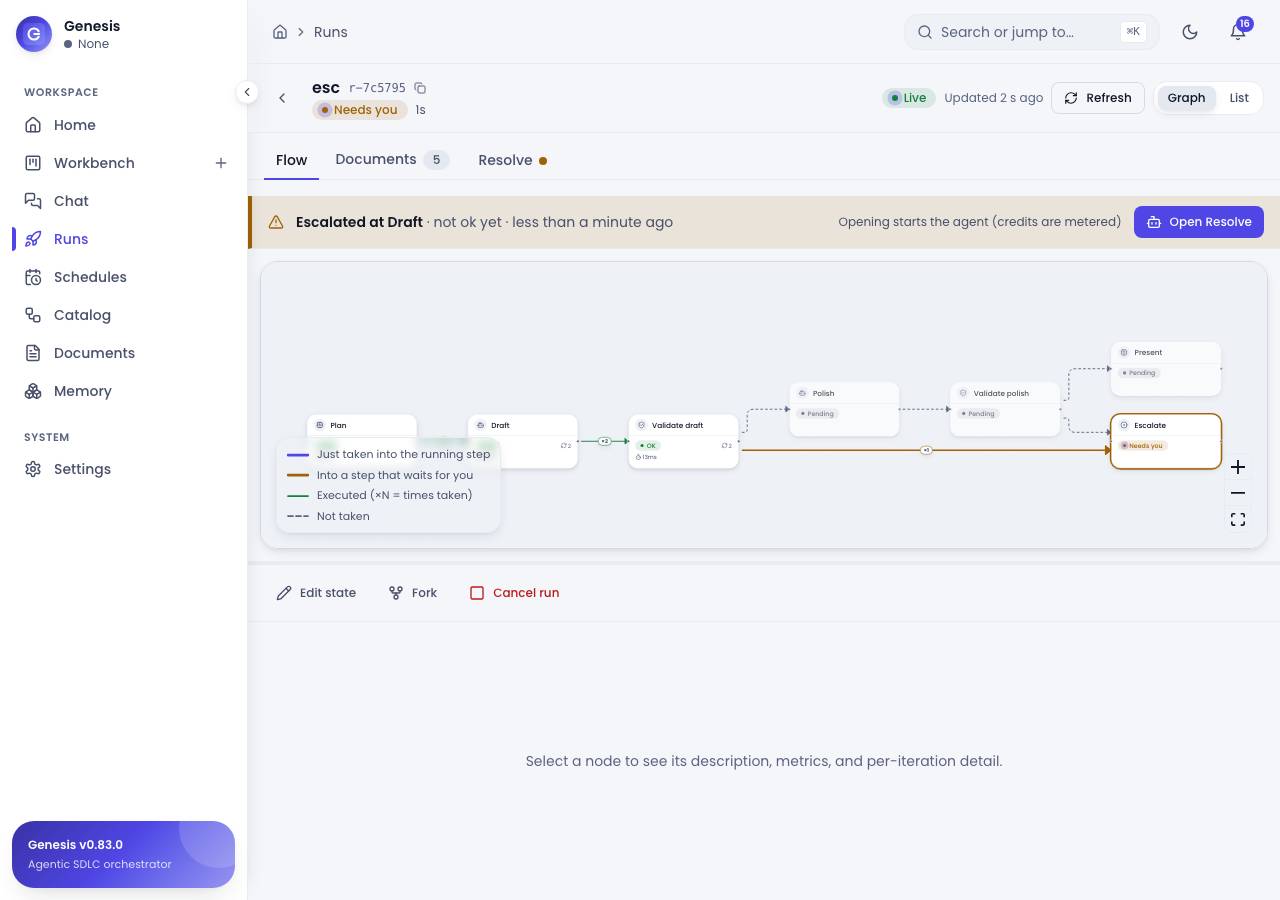 Genesis
None
WORKSPACE
Home
Workbench
Chat
Runs
Schedules
Catalog
Documents
Memory
SYSTEM
Settings
Genesis v0.83.0
Agentic SDLC orchestrator
Runs
Search or jump to...
⌘K
16
esc r-7c5795
Needs you 1s
Live Updated 2 s ago Refresh Graph List
Flow Documents 5 Resolve
Escalated at Draft · not ok yet · less than a minute ago
Opening starts the agent (credits are metered) Open Resolve
Present
Pending
Polish
Pending
Validate polish
Pending
Plan
Draft
2
×2
Validate draft
OK 2
13ms
×1
Escalate
Needs you
Just taken into the running step
Into a step that waits for you
Executed (×N = times taken)
Not taken
Edit state Fork Cancel run
Select a node to see its description, metrics, and per-iteration detail.